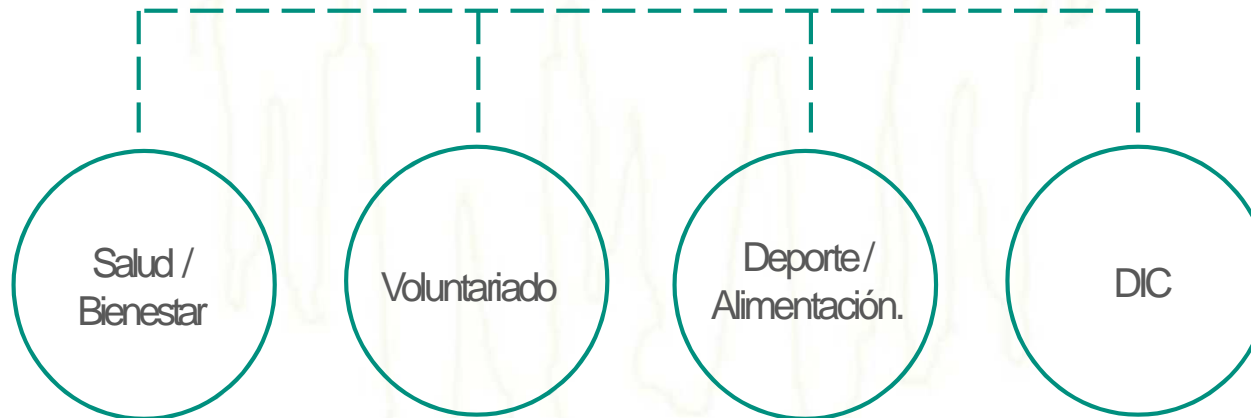 Salud /
Bienestar
Voluntariado
Deporte /
Alimentación.
DIC